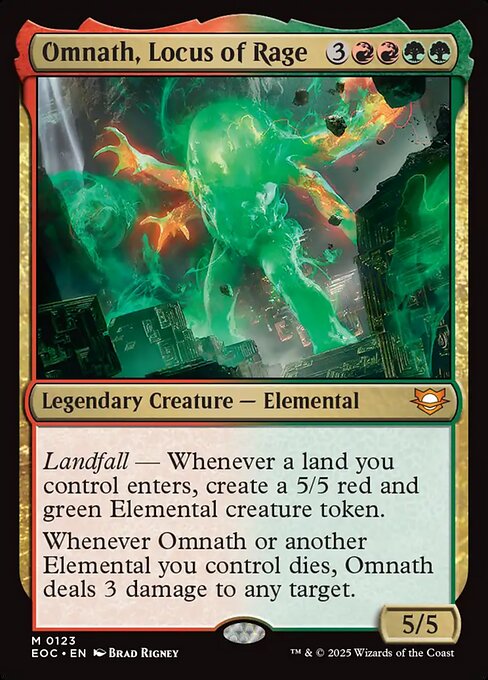 Omnath, Locus of Rage 3
Legendary Creature — Elemental
Landfall — Whenever a land you
control enters, create a 5/5 red and
green Elemental creature token.
Whenever Omnath or another
Elemental you control dies, Omnath
deals 3 damage to any target.
5/5
M 0123
EOC • EN Brad Rigney
™ & © 2025 Wizards of the Coast